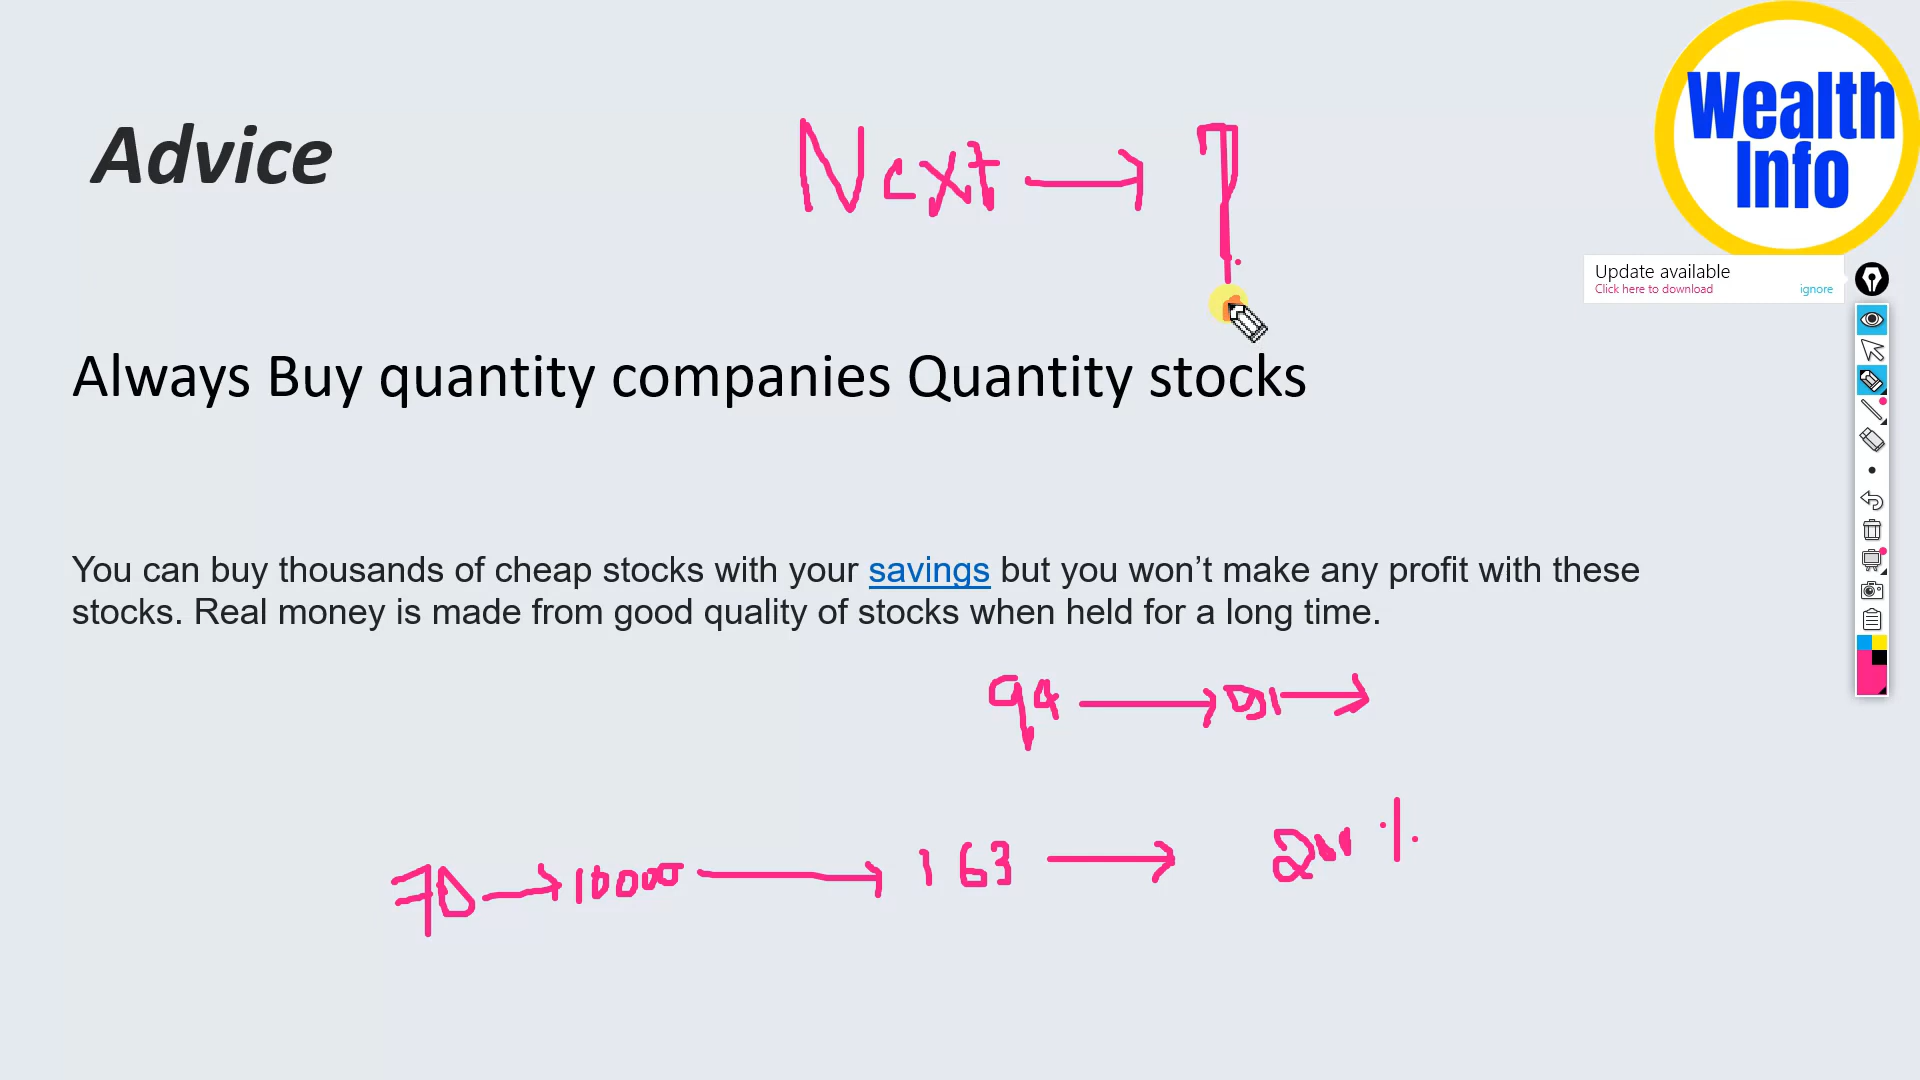 Wealth
Info
Advice
Next → ?
Update available
Click here to download ignore
Always Buy quantity companies Quantity stocks
You can buy thousands of cheap stocks with your savings but you won’t make any profit with these
stocks. Real money is made from good quality of stocks when held for a long time.
94
70 → 10000 → 163 →